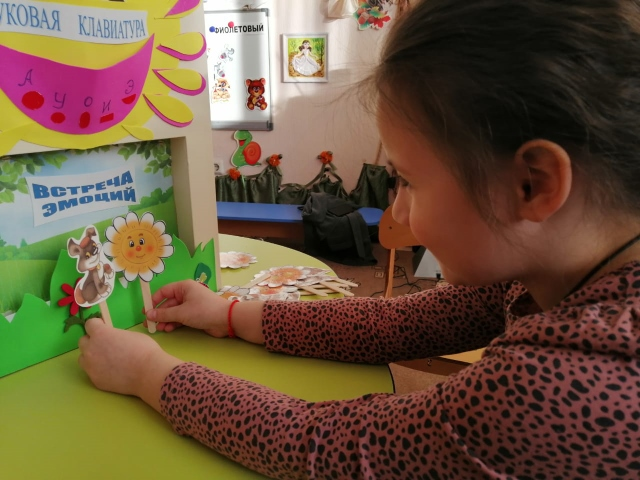 УКОВАЯ КЛАВИАТУРА
А У О И Э
ФИОЛЕТОВЫЙ
ВСТРЕЧА
ЭМОЦИЙ